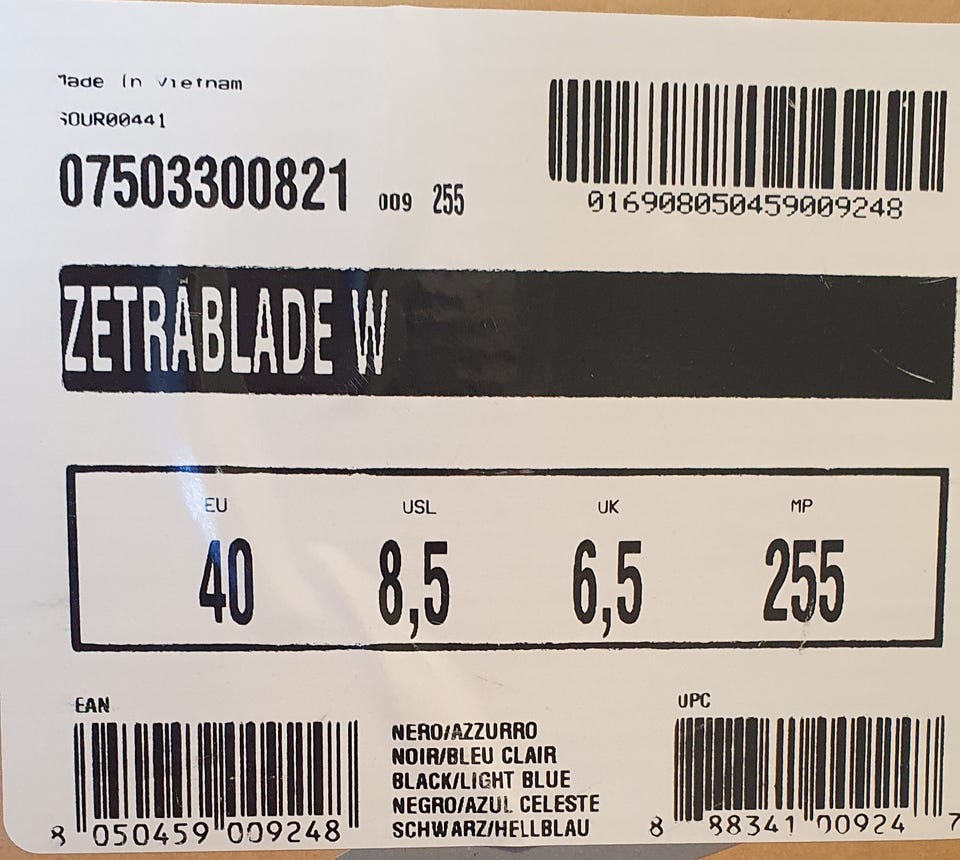 Made in Vietnam
SOUR00441
07503300821 009 255
016908050459009248
ZETRABLADE W
EU USL UK MP
40 8,5 6,5 255
EAN
8 050459 009248
NERO/AZZURRO
NOIR/BLEU CLAIR
BLACK/LIGHT BLUE
NEGRO/AZUL CELESTE
SCHWARZ/HELLBLAU
UPC
8 88341 00924 7